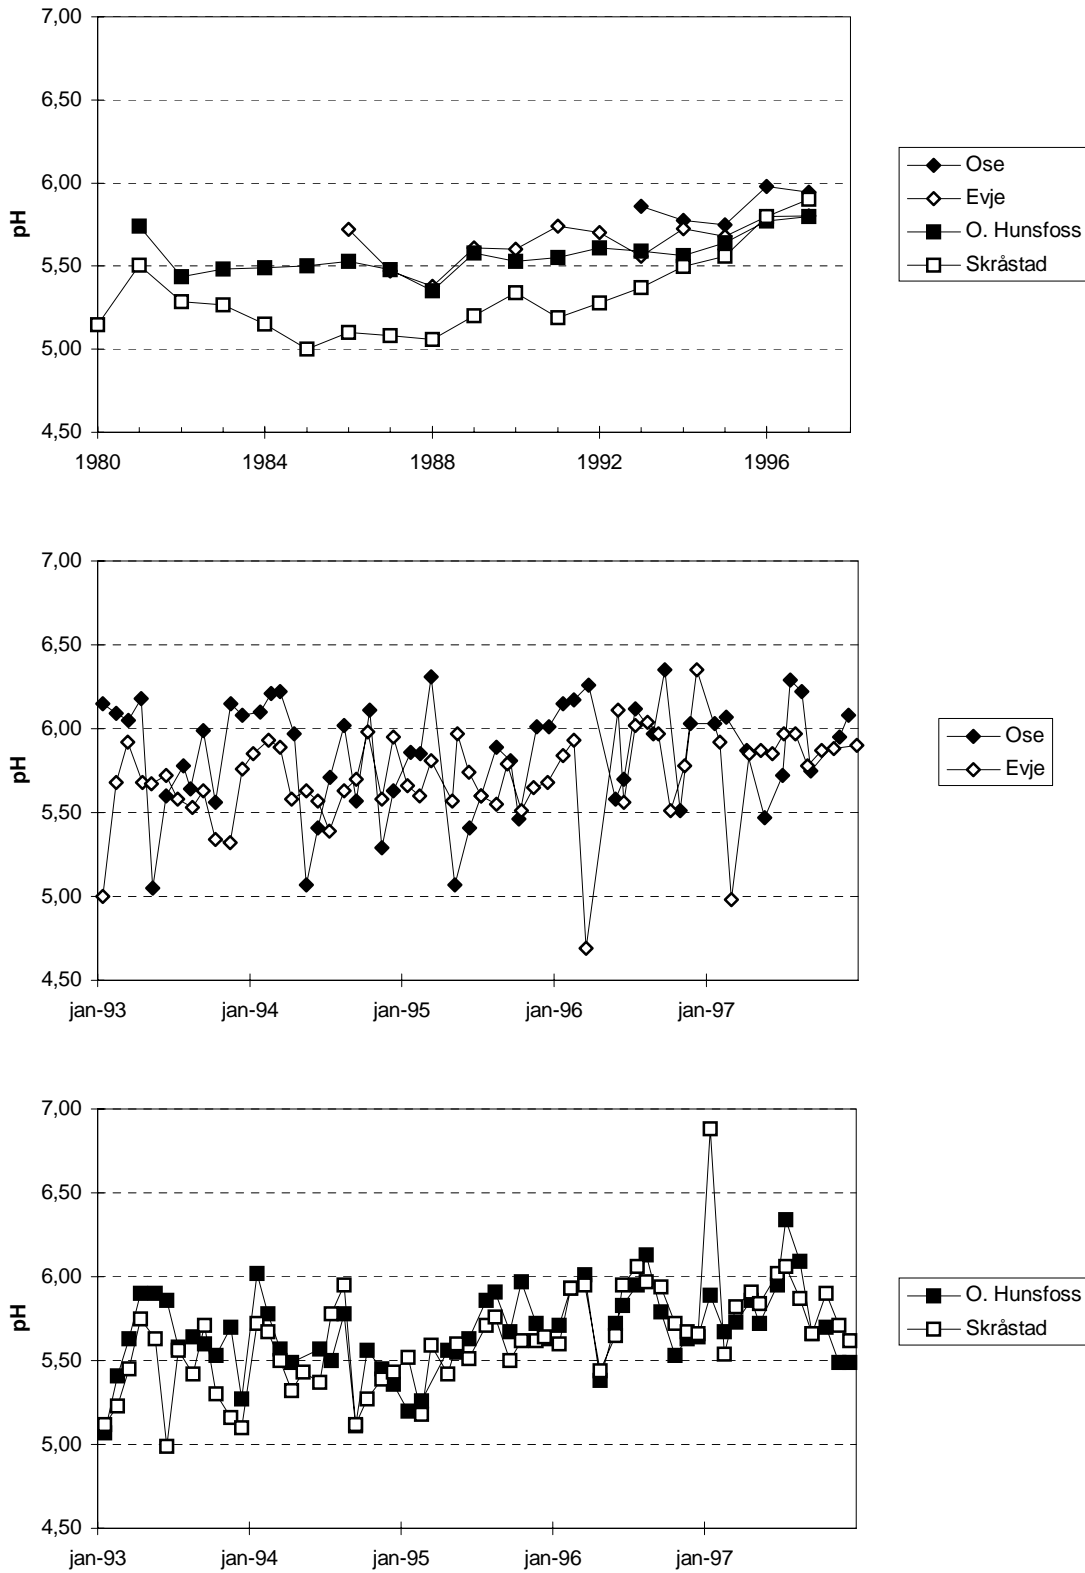 7,00
6,50
6,00
5,50
5,00
4,50
pH
1980 1984 1988 1992 1996
Ose
Evje
O. Hunsfoss
Skråstad
7,00
6,50
6,00
5,50
5,00
4,50
pH
jan-93 jan-94 jan-95 jan-96 jan-97
Ose
Evje
7,00
6,50
6,00
5,50
5,00
4,50
pH
jan-93 jan-94 jan-95 jan-96 jan-97
O. Hunsfoss
Skråstad